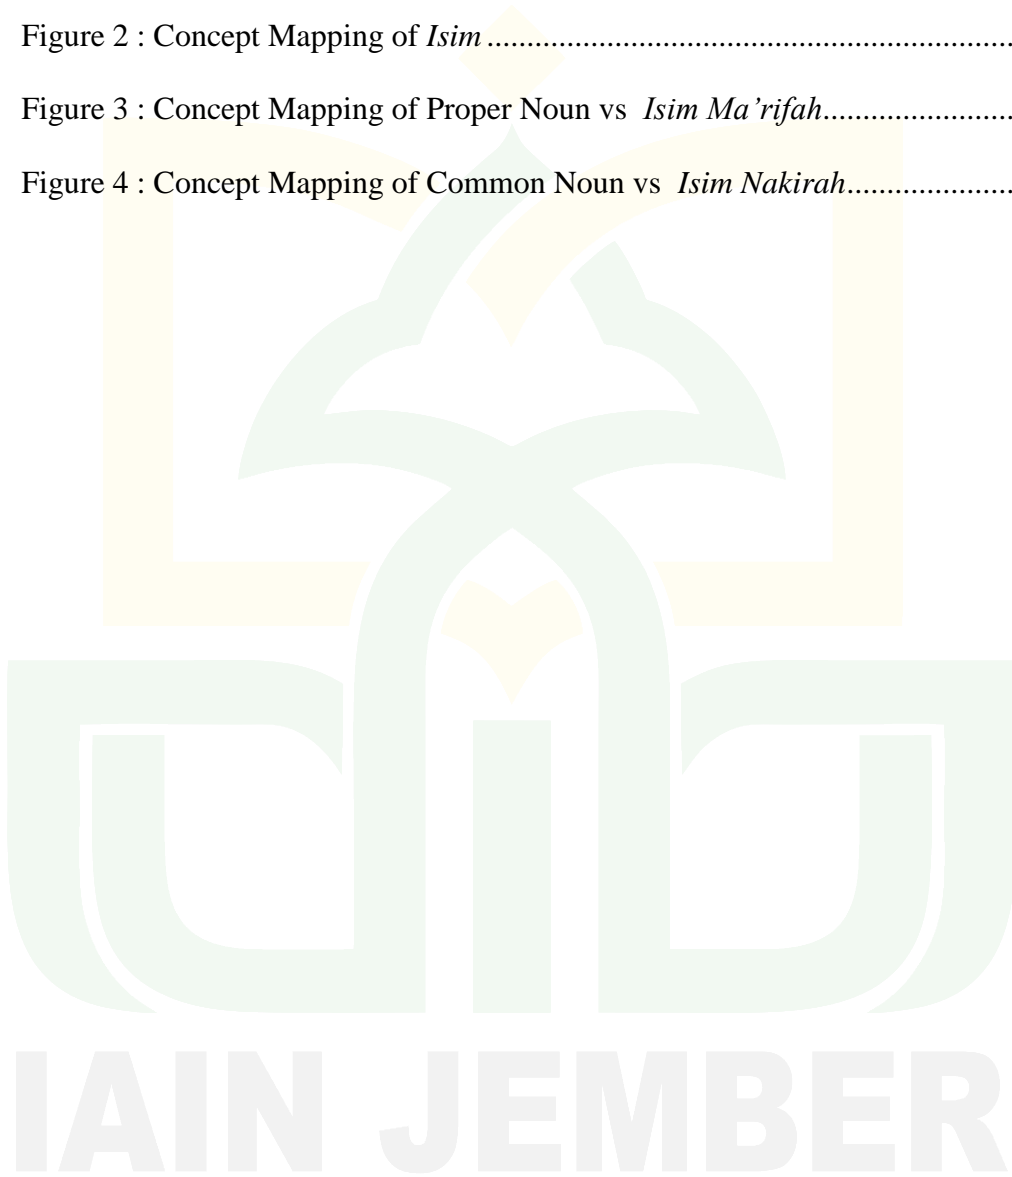 Figure 2 : Concept Mapping of Isim ..................................................................
Figure 3 : Concept Mapping of Proper Noun vs  Isim Ma’rifah........................
Figure 4 : Concept Mapping of Common Noun vs  Isim Nakirah.....................
IAIN JEMBER